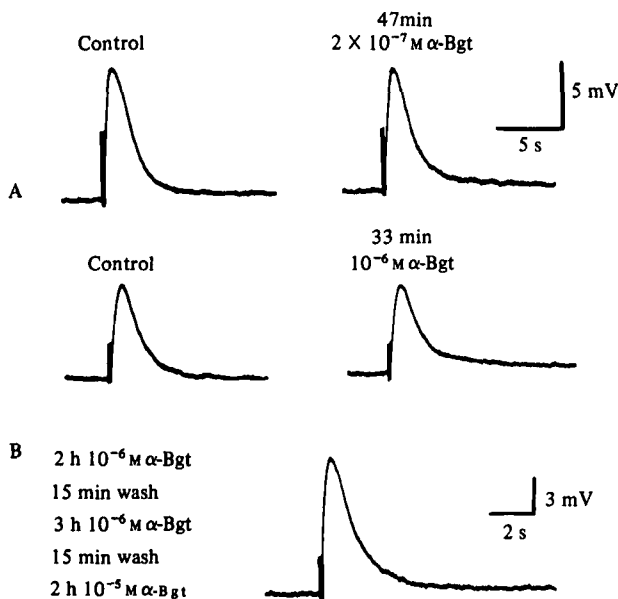 47min
Control 2 × 10⁻⁷ M α-Bgt
5 mV
5 s
A
33 min
Control 10⁻⁶ M α-Bgt
B
2 h 10⁻⁶ M α-Bgt
15 min wash
3 h 10⁻⁶ M α-Bgt
15 min wash
2 h 10⁻⁵ M α-Bgt
3 mV
2 s